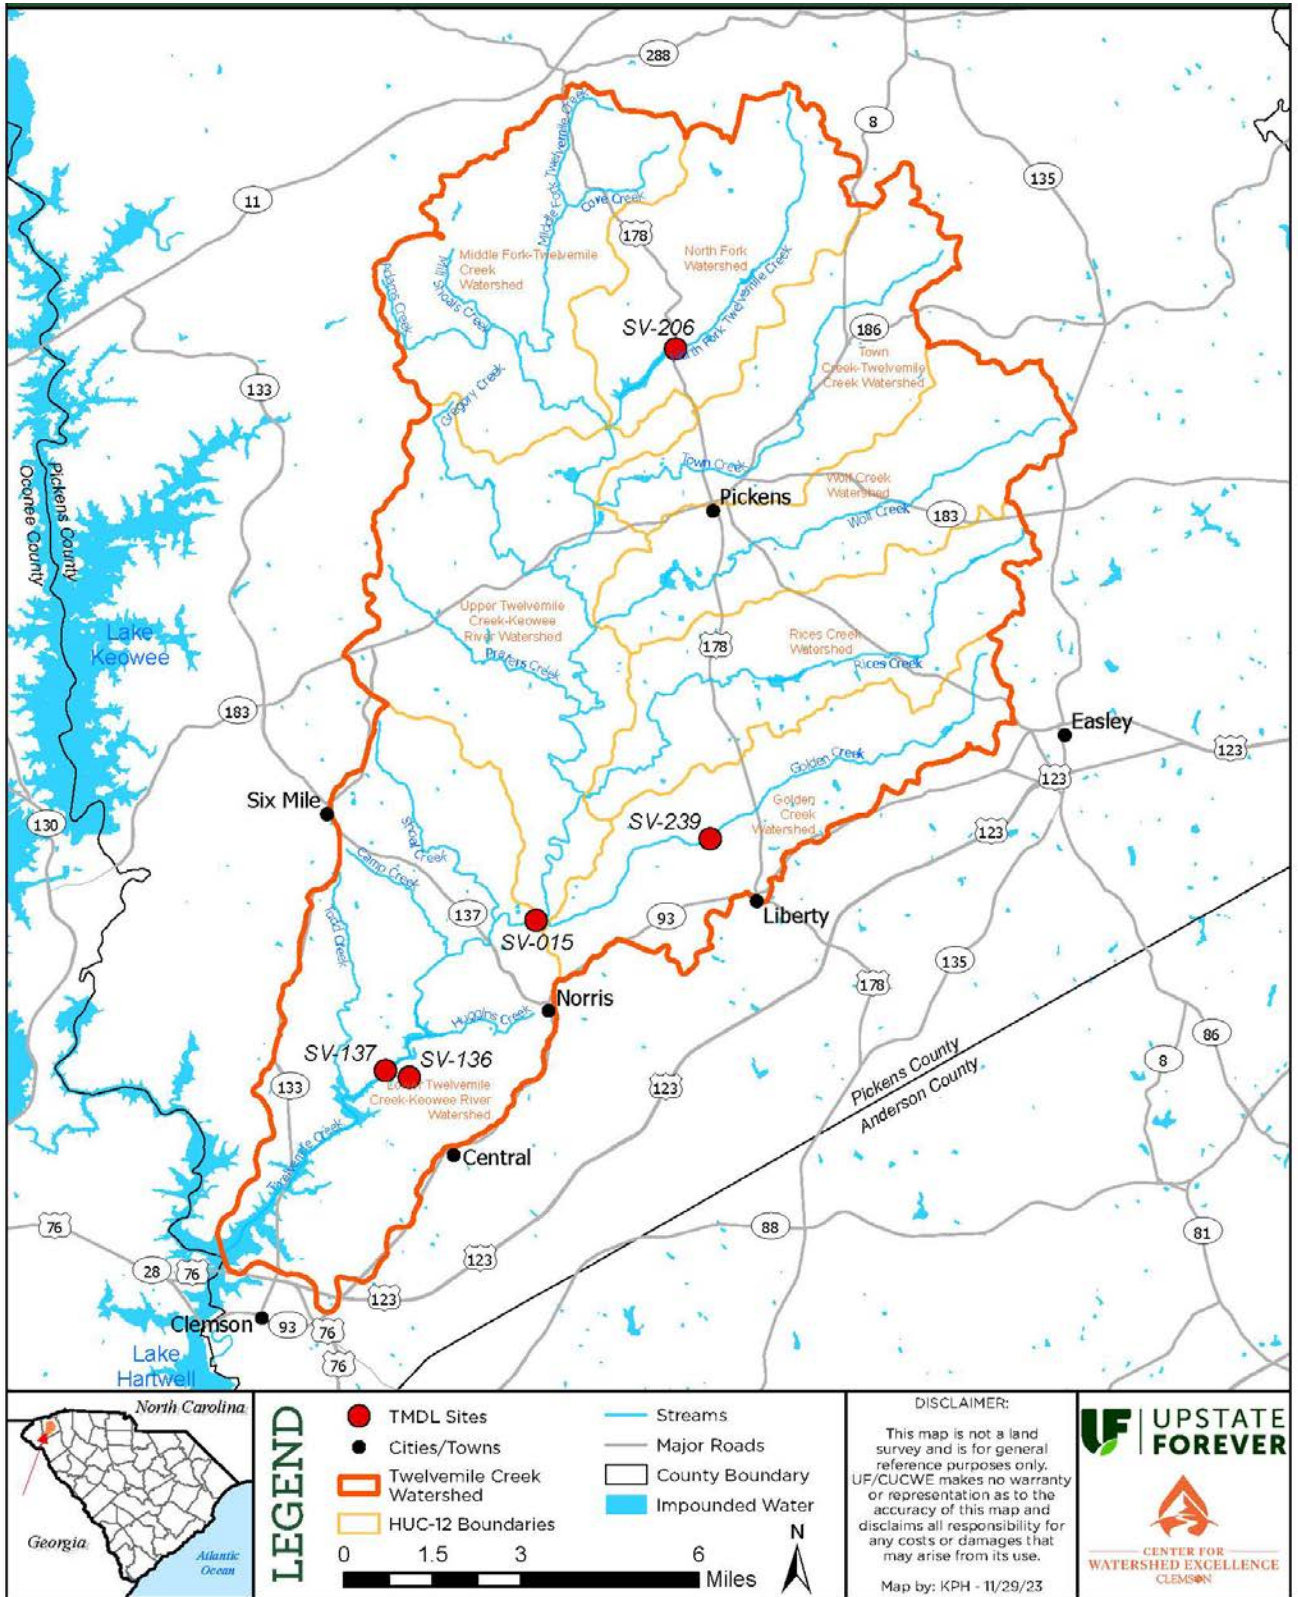 288
8
135
11
Middle Fork-Twelvemile Creek
Cove Creek
178
Middle Fork-Twelvemile
Creek
Watershed
North Fork
Watershed
Adams Creek
Mill Shoals Creek
North Fork Twelvemile Creek
SV-206
186
Town
Creek-Twelvemile
Creek Watershed
133
Gregory Creek
Town Creek
Wolf Creek
Watershed
Pickens
Wolf Creek
183
Pickens County
Oconee County
Upper Twelvemile
Creek-Keowee
River Watershed
Lake
Keowee
Praters Creek
178
Rices Creek
Watershed
Rices Creek
183
Easley
123
Golden Creek
123
Six Mile
Golden
Creek
Watershed
SV-239
130
123
Shoal Creek
Camp Creek
137
93
Liberty
SV-015
Todd Creek
135
178
Norris
Huggins Creek
86
SV-137
SV-136
8
Pickens County
Anderson County
133
123
Lower Twelvemile
Creek-Keowee River
Watershed
Twelvemile Creek
Central
76
88
81
123
28
76
123
Clemson
93
76
76
Lake
Hartwell
North Carolina
Georgia
Atlantic
Ocean
LEGEND
TMDL Sites
Cities/Towns
Twelvemile Creek
Watershed
HUC-12 Boundaries
Streams
Major Roads
County Boundary
Impounded Water
0 1.5 3 6
Miles
N
DISCLAIMER:
This map is not a land
survey and is for general
reference purposes only.
UF/CUCWE makes no warranty
or representation as to the
accuracy of this map and
disclaims all responsibility for
any costs or damages that
may arise from its use.
Map by: KPH - 11/29/23
UF
UPSTATE
FOREVER
CENTER FOR
WATERSHED EXCELLENCE
CLEMSON